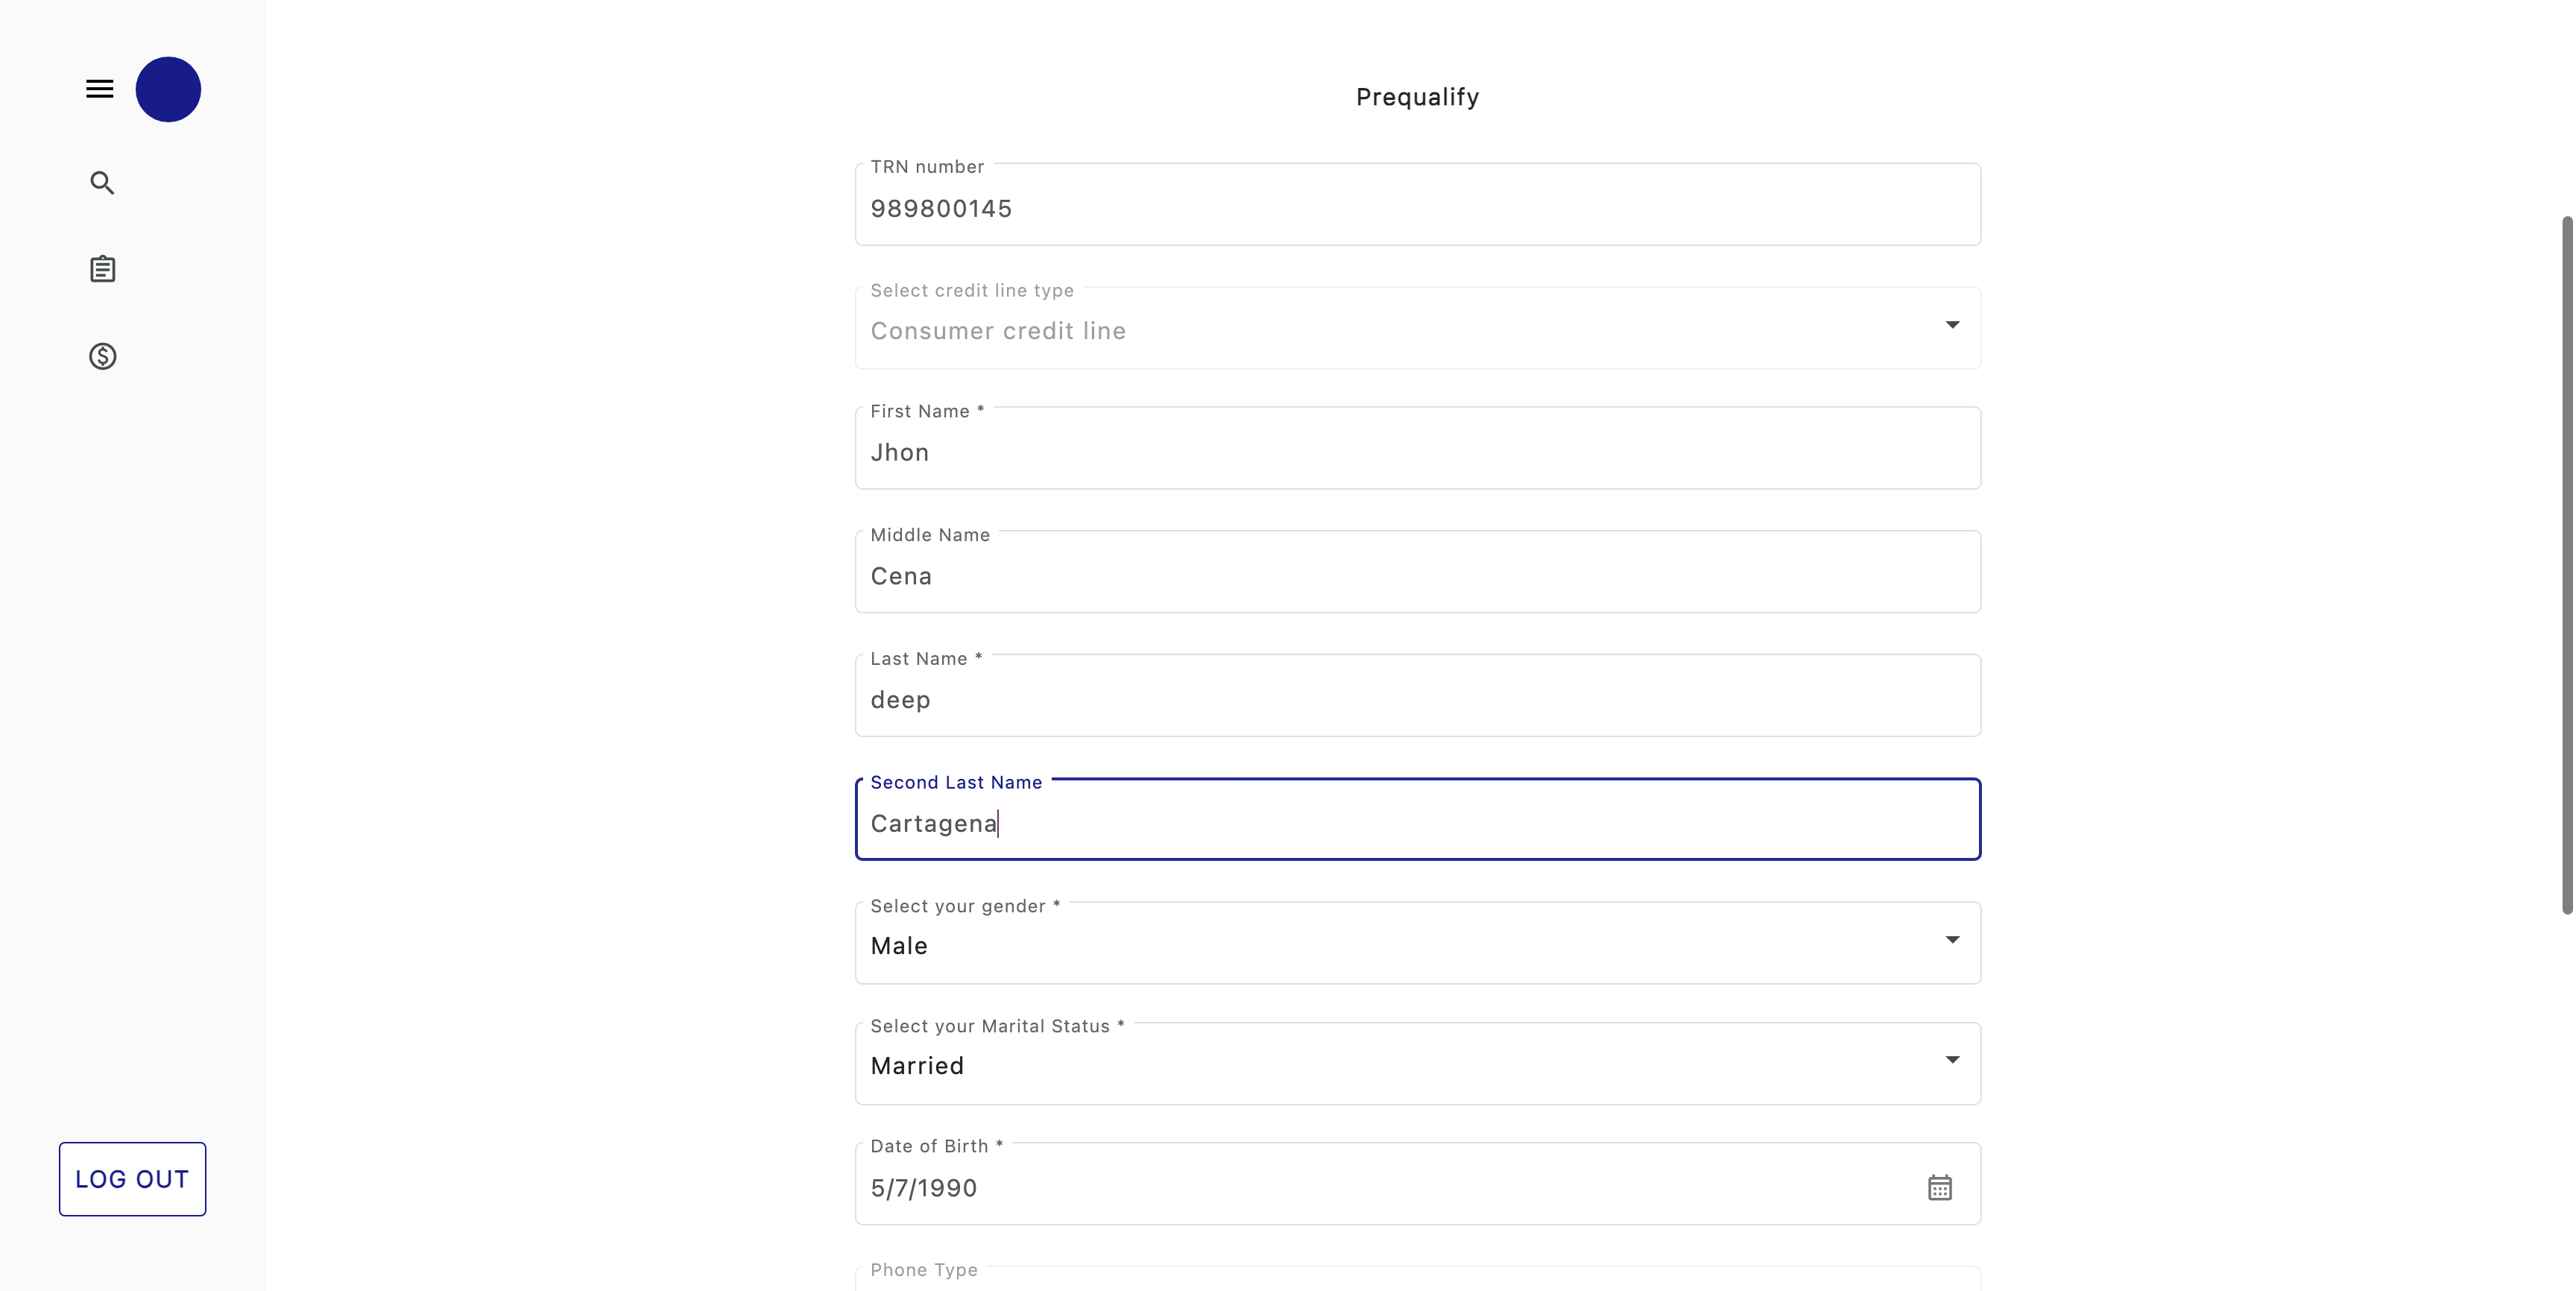 Prequalify
TRN number
989800145
Select credit line type
Consumer credit line
First Name *
Jhon
Middle Name
Cena
Last Name *
deep
Second Last Name
Cartagena
Select your gender *
Male
Select your Marital Status *
Married
Date of Birth *
5/7/1990
Phone Type
LOG OUT